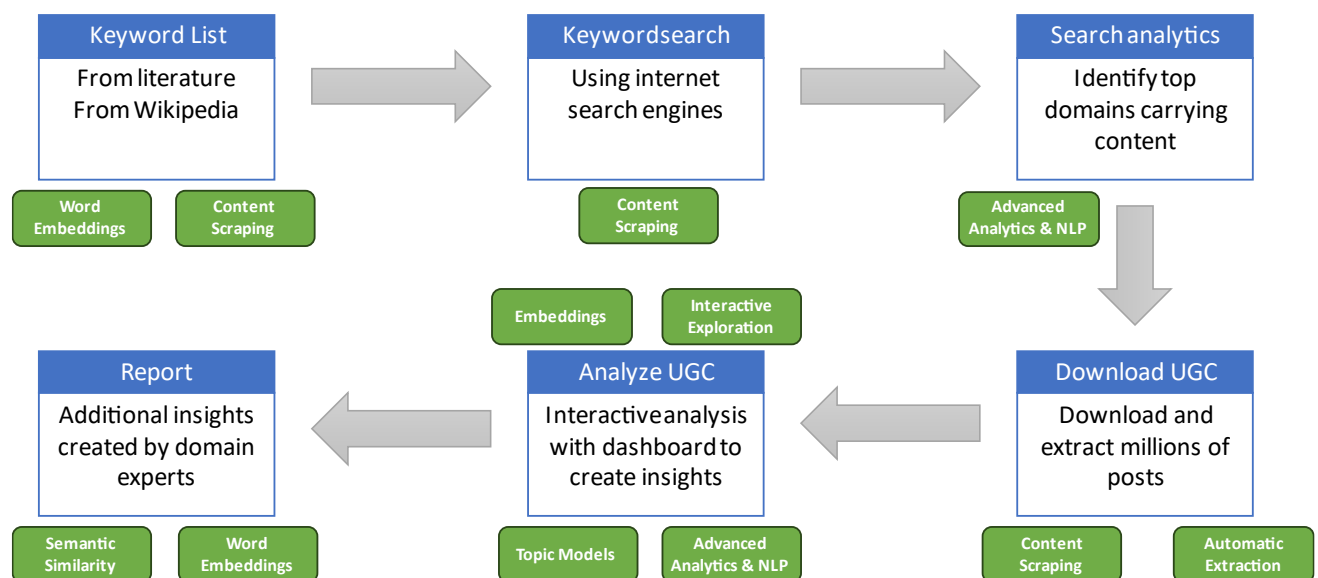 Keyword List
From literature
From Wikipedia
Word
Embeddings
Content
Scraping
Keywordsearch
Using internet
search engines
Content
Scraping
Search analytics
Identify top
domains carrying
content
Advanced
Analytics & NLP
Download UGC
Download and
extract millions of
posts
Content
Scraping
Automatic
Extraction
Embeddings
Interactive
Exploration
Analyze UGC
Interactive analysis
with dashboard to
create insights
Topic Models
Advanced
Analytics & NLP
Report
Additional insights
created by domain
experts
Semantic
Similarity
Word
Embeddings